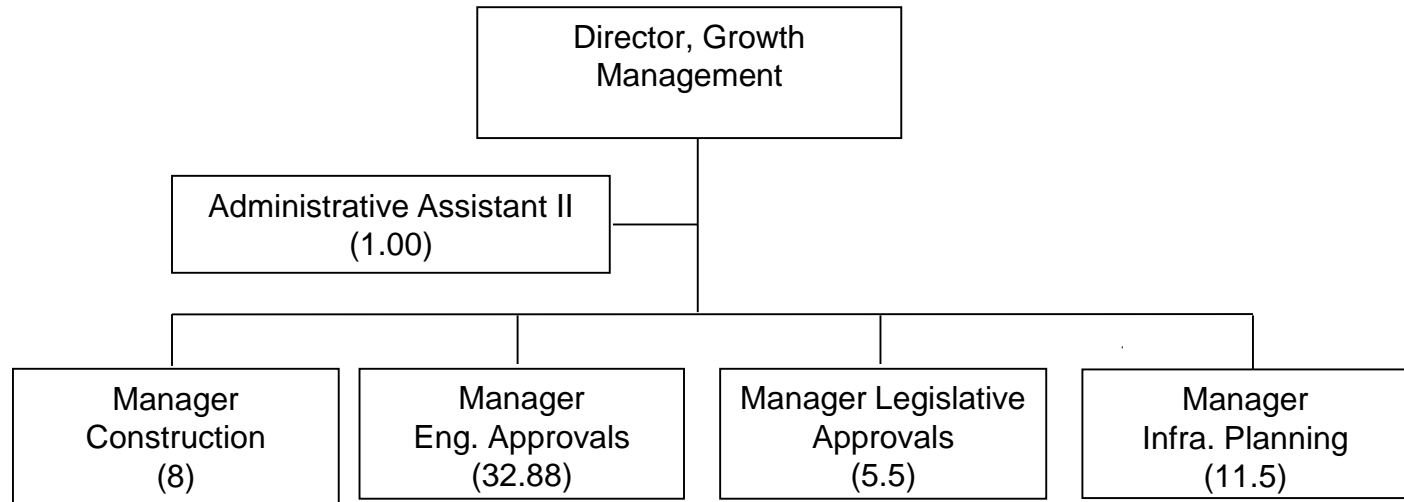 Director, Growth
Management
Administrative Assistant II
(1.00)
Manager
Construction
(8)
Manager
Eng. Approvals
(32.88)
Manager Legislative
Approvals
(5.5)
Manager
Infra. Planning
(11.5)